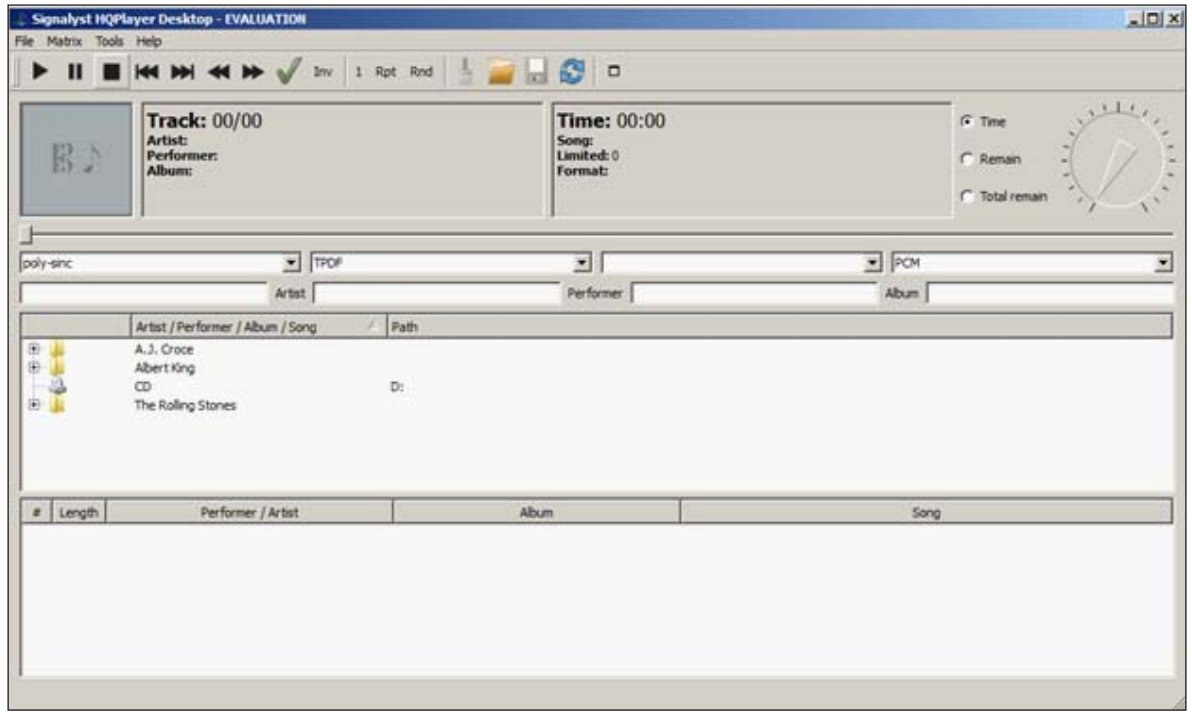 Signalyst HQPlayer Desktop - EVALUATION
File Matrix Tools Help
Inv 1 Rpt Rnd
Track: 00/00
Artist:
Performer:
Album:
Time: 00:00
Song:
Limited: 0
Format:
Time
Remain
Total remain
poly-sinc TPDF PCM
Artist Performer Album
Artist / Performer / Album / Song Path
A.J. Croce
Albert King
CD D:
The Rolling Stones
# Length Performer / Artist Album Song